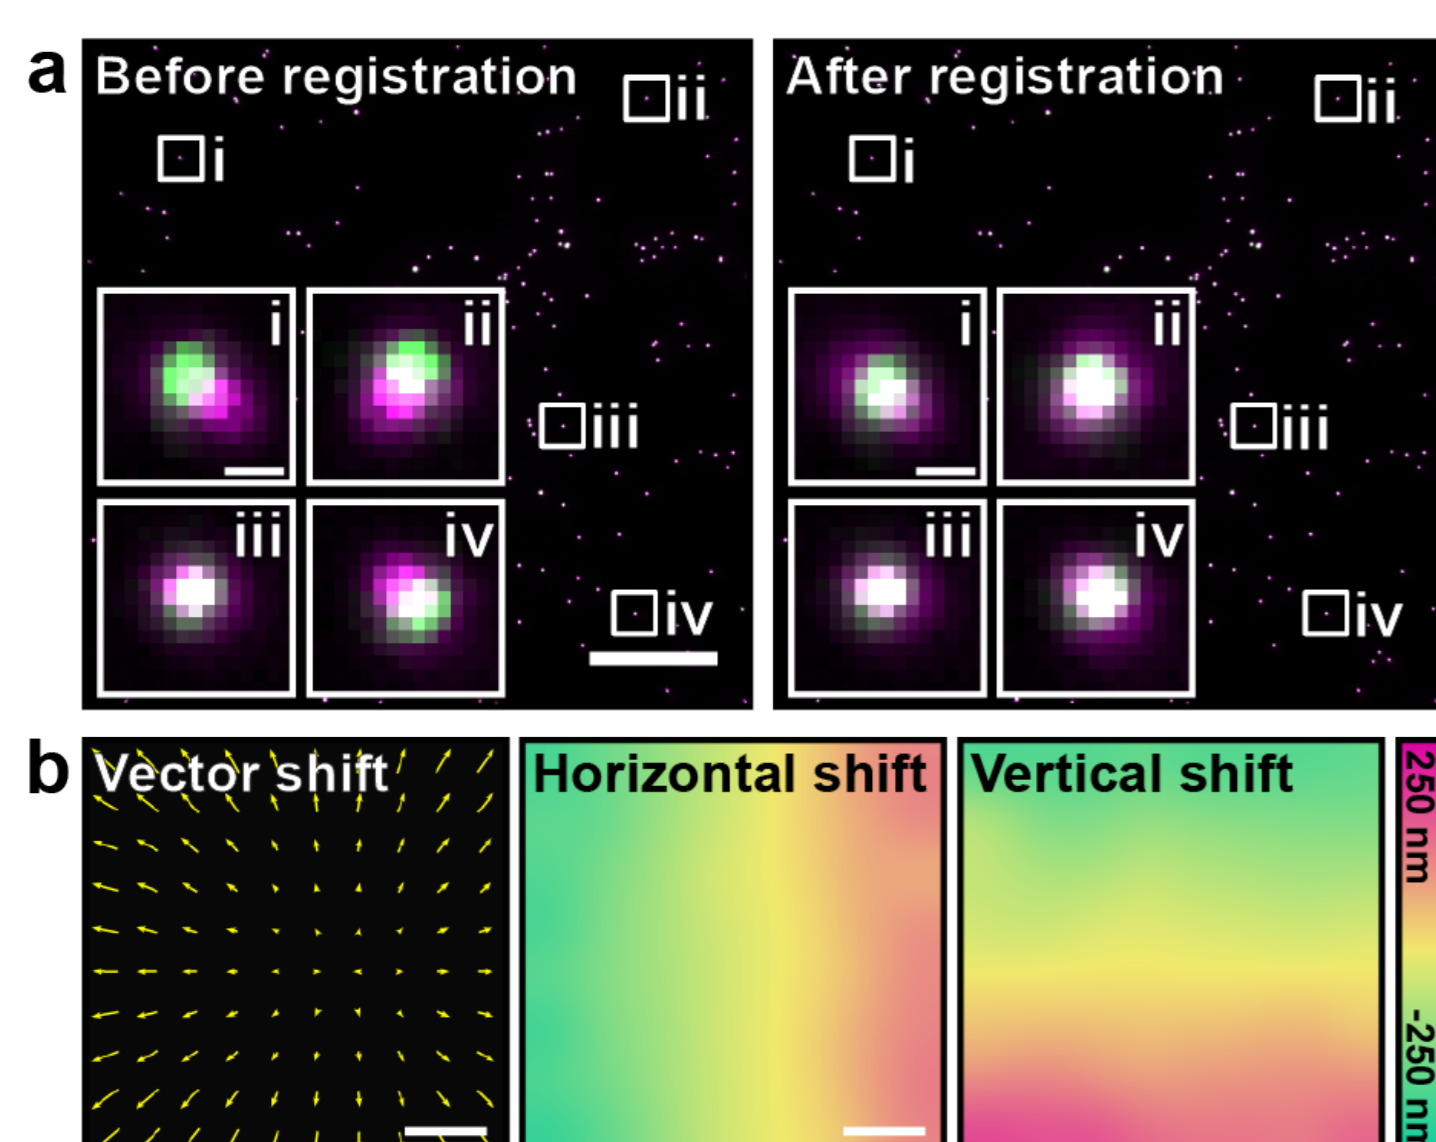 a
Before registration
ii
i
i
ii
iii
iii
iv
iv
After registration
ii
i
i
ii
iii
iii
iv
iv
b
Vector shift
Horizontal shift
Vertical shift
250 nm
-250 nm